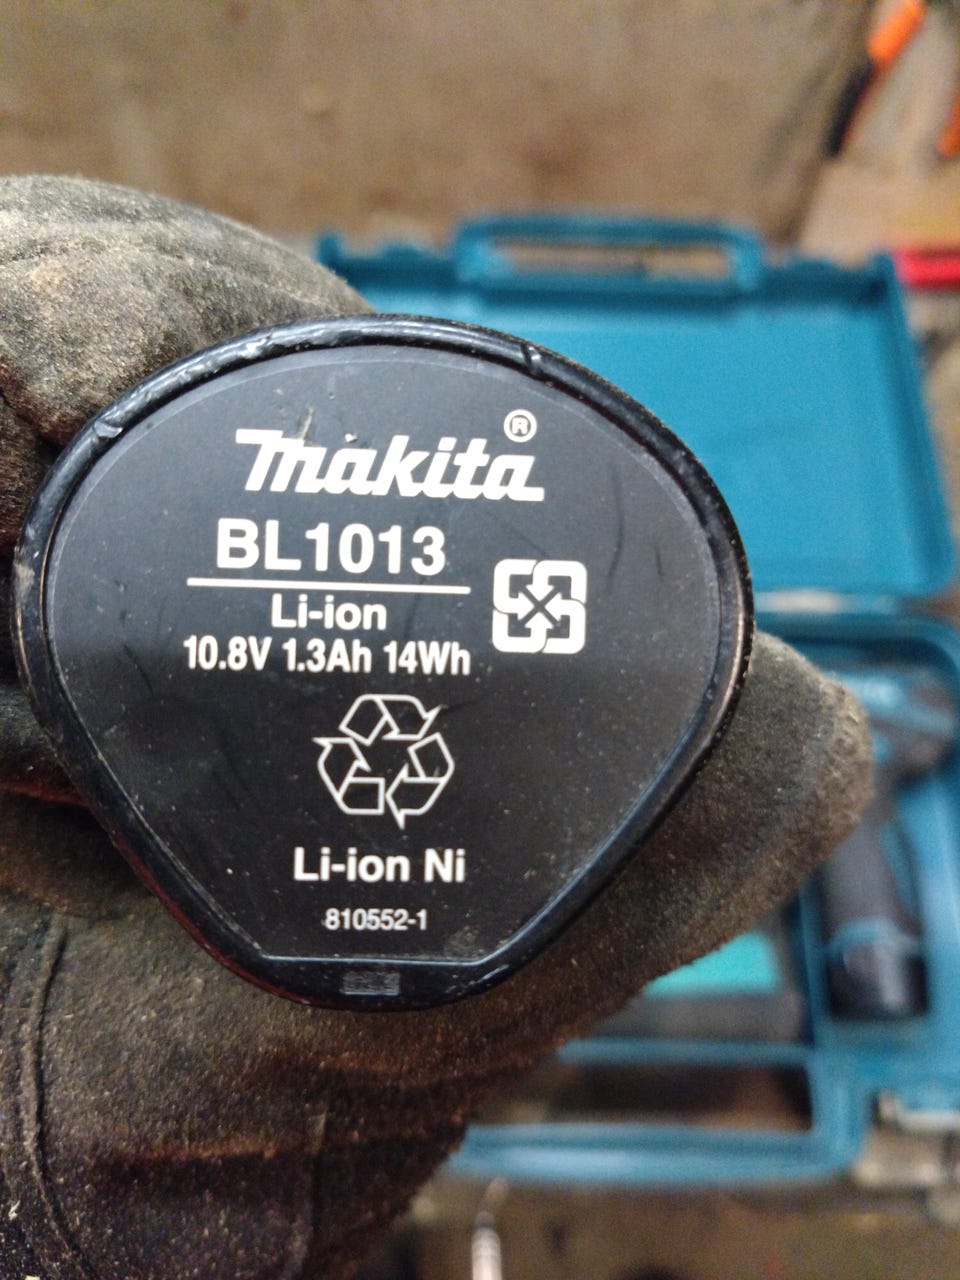 makita®
BL1013
Li-ion
10.8V 1.3Ah 14Wh
Li-ion Ni
810552-1